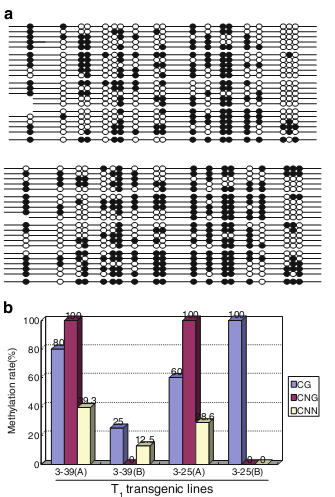 a
b
Methylation rate(%)
100
80
60
40
20
0
80
100
39.3
25
0
12.5
60
100
28.6
100
0
0
CG
CNG
CNN
3-39(A)
3-39(B)
3-25(A)
3-25(B)
T1 transgenic lines